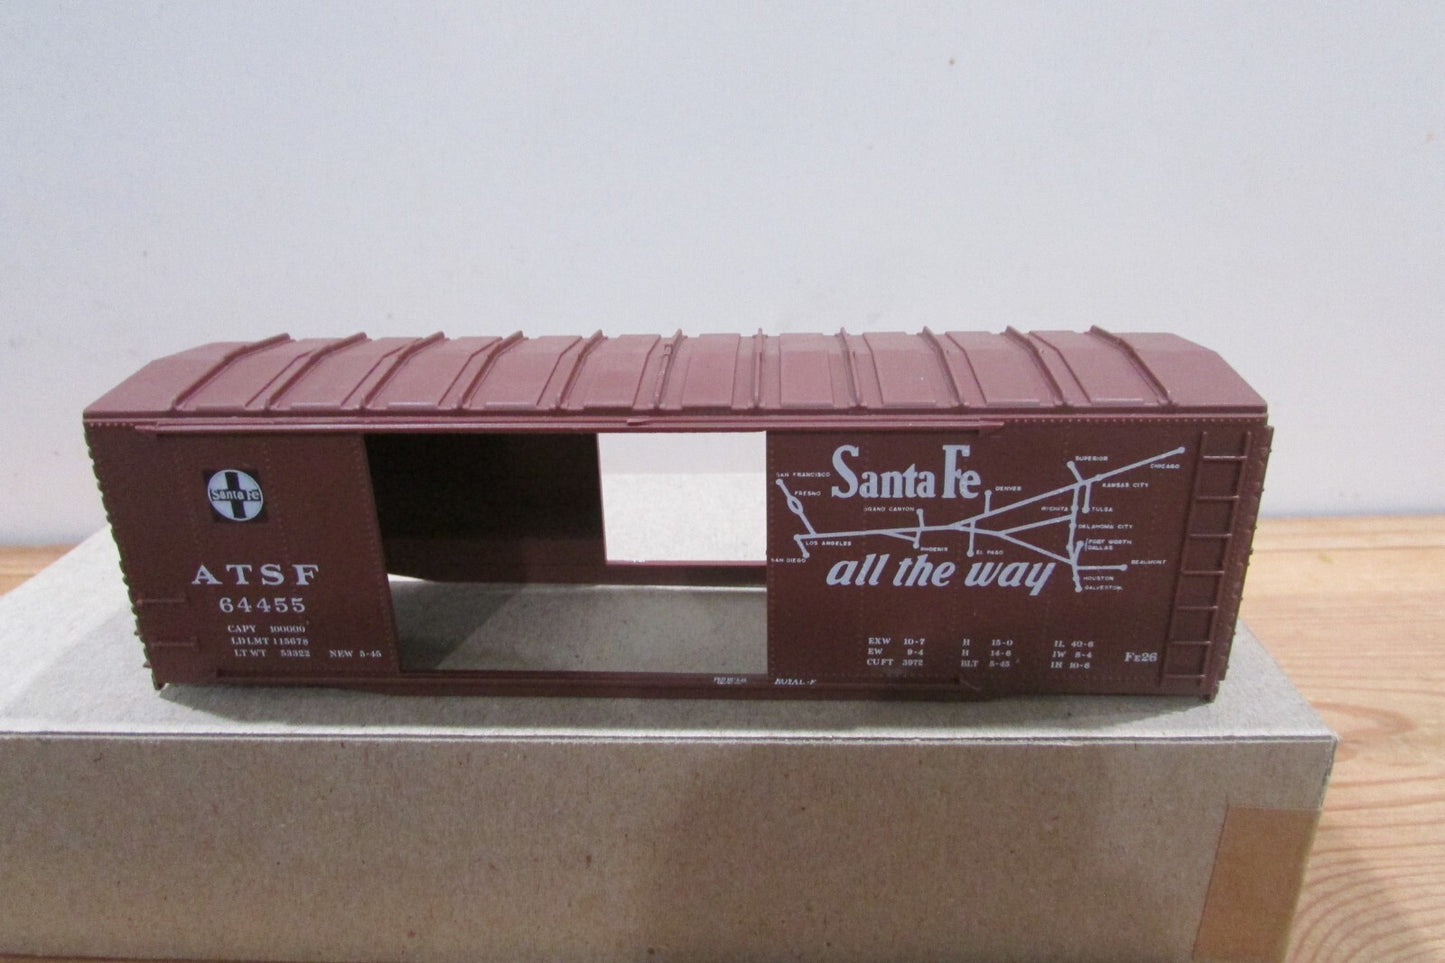 Santa Fe
ATSF
64455
CAPY 100000
LD LMT 115678
LT WT 53322 NEW 5-45
Santa Fe
SAN FRANCISCO
FRESNO
LOS ANGELES
SAN DIEGO
GRAND CANYON
PHOENIX
EL PASO
DENVER
SUPERIOR
CHICAGO
KANSAS CITY
WICHITA
TULSA
OKLAHOMA CITY
FORT WORTH
DALLAS
BEAUMONT
HOUSTON
GALVESTON
all the way
EXW 10-7 H 15-0 IL 40-6
EW 9-4 H 14-6 IW 8-4
CU FT 3972 BLT 5-45 IH 10-6
FE26
ROYAL-F